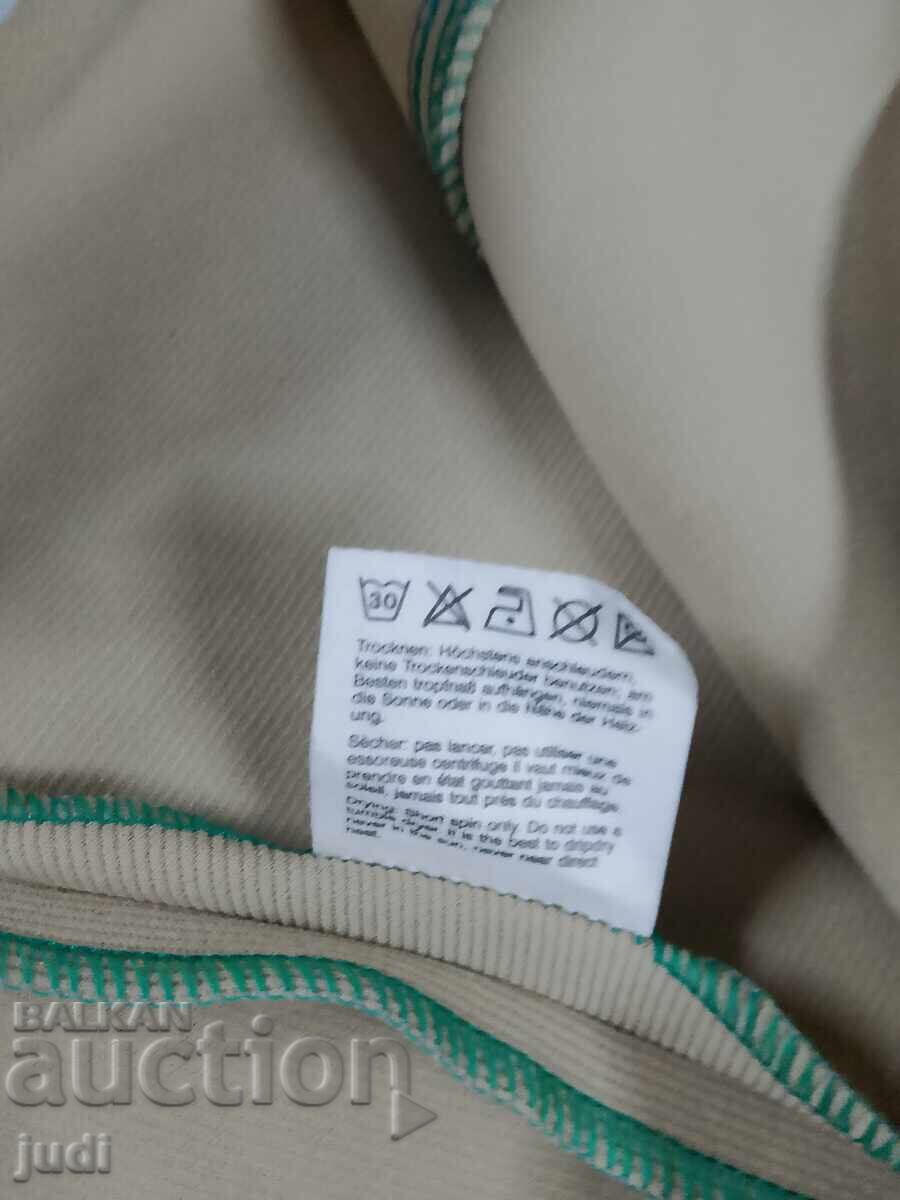 30
Trocknen: Höchstens anschleudern,
keine Trockenschleuder benutzen, am
Besten tropfnaß aufhängen, niemals in
die Sonne oder in die Nähe der Heiz-
ung.
Sécher: pas lancer, pas utiliser une
essoreuse centrifuge il vaut mieux de
prendre en état gouttant jamais au
soleil, jamais tout près du chauffage
Drying: Short spin only. Do not use a
tumble dryer. It is the best to dripdry
never in the sun, never near direct
heat.
BALKAN
auction
judi